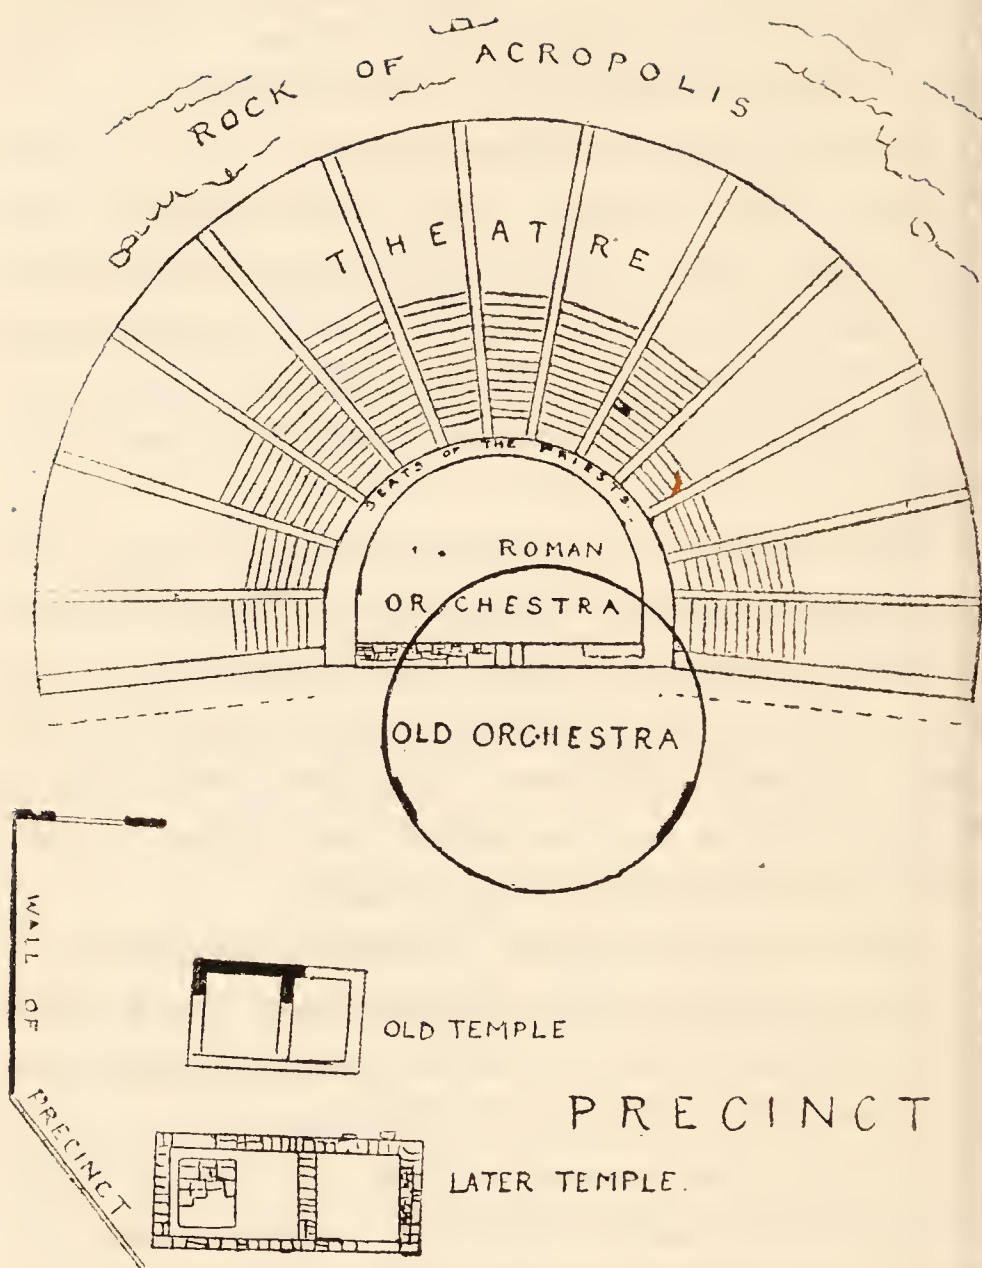 ROCK OF ACROPOLIS
THEATRE
SEATS OF THE PRIESTS.
ROMAN
ORCHESTRA
OLD ORCHESTRA
WALL OF
PRECINCT
OLD TEMPLE
PRECINCT
LATER TEMPLE.